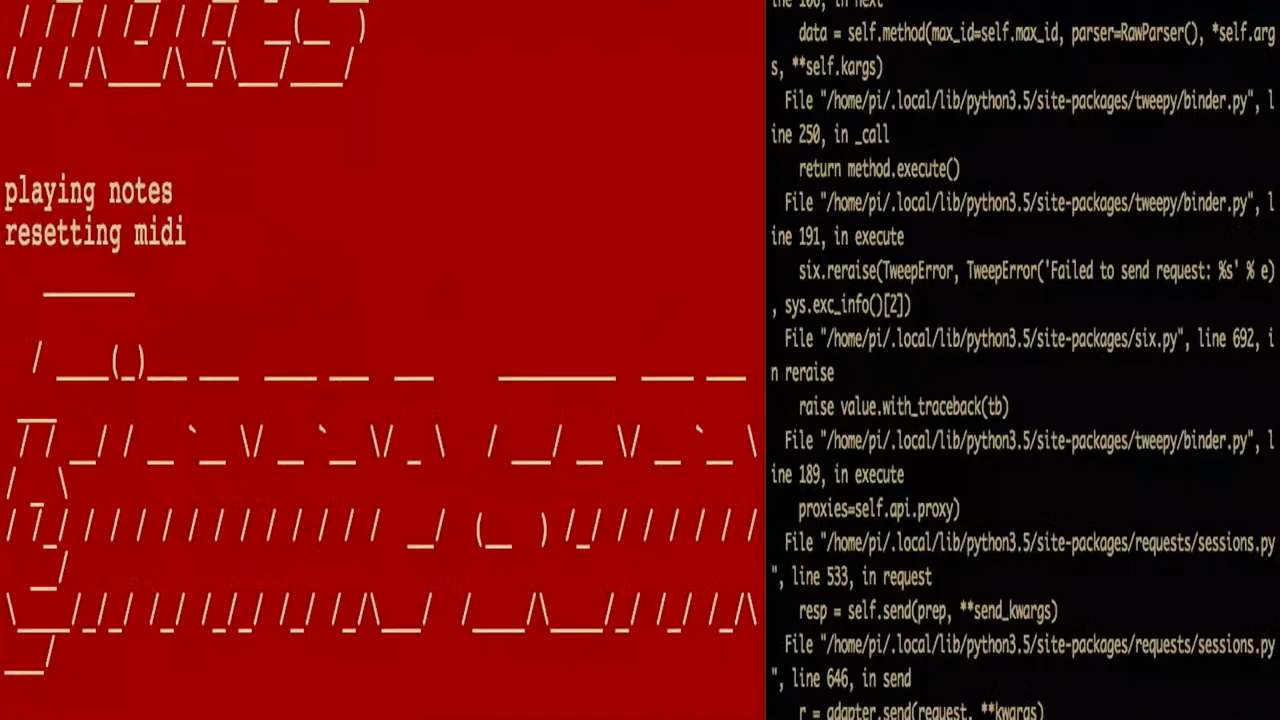 playing notes
resetting midi
in next
data = self.method(max_id=self.max_id, parser=RawParser(), *self.arg
s, **self.kargs)
File "/home/pi/.local/lib/python3.5/site-packages/tweepy/binder.py", l
ine 250, in _call
return method.execute()
File "/home/pi/.local/lib/python3.5/site-packages/tweepy/binder.py", l
ine 191, in execute
six.reraise(TweepError, TweepError('Failed to send request: %s' % e)
, sys.exc_info()[2])
File "/home/pi/.local/lib/python3.5/site-packages/six.py", line 692, i
n reraise
raise value.with_traceback(tb)
File "/home/pi/.local/lib/python3.5/site-packages/tweepy/binder.py", l
ine 189, in execute
proxies=self.api.proxy)
File "/home/pi/.local/lib/python3.5/site-packages/requests/sessions.py
", line 533, in request
resp = self.send(prep, **send_kwargs)
File "/home/pi/.local/lib/python3.5/site-packages/requests/sessions.py
", line 646, in send
r = adapter.send(request, **kwargs)